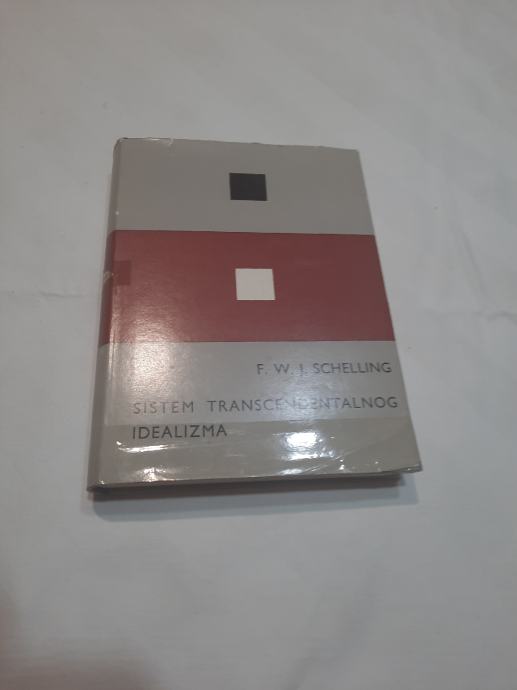 F. W. J. SCHELLING
SISTEM TRANSCENDENTALNOG
IDEALIZMA